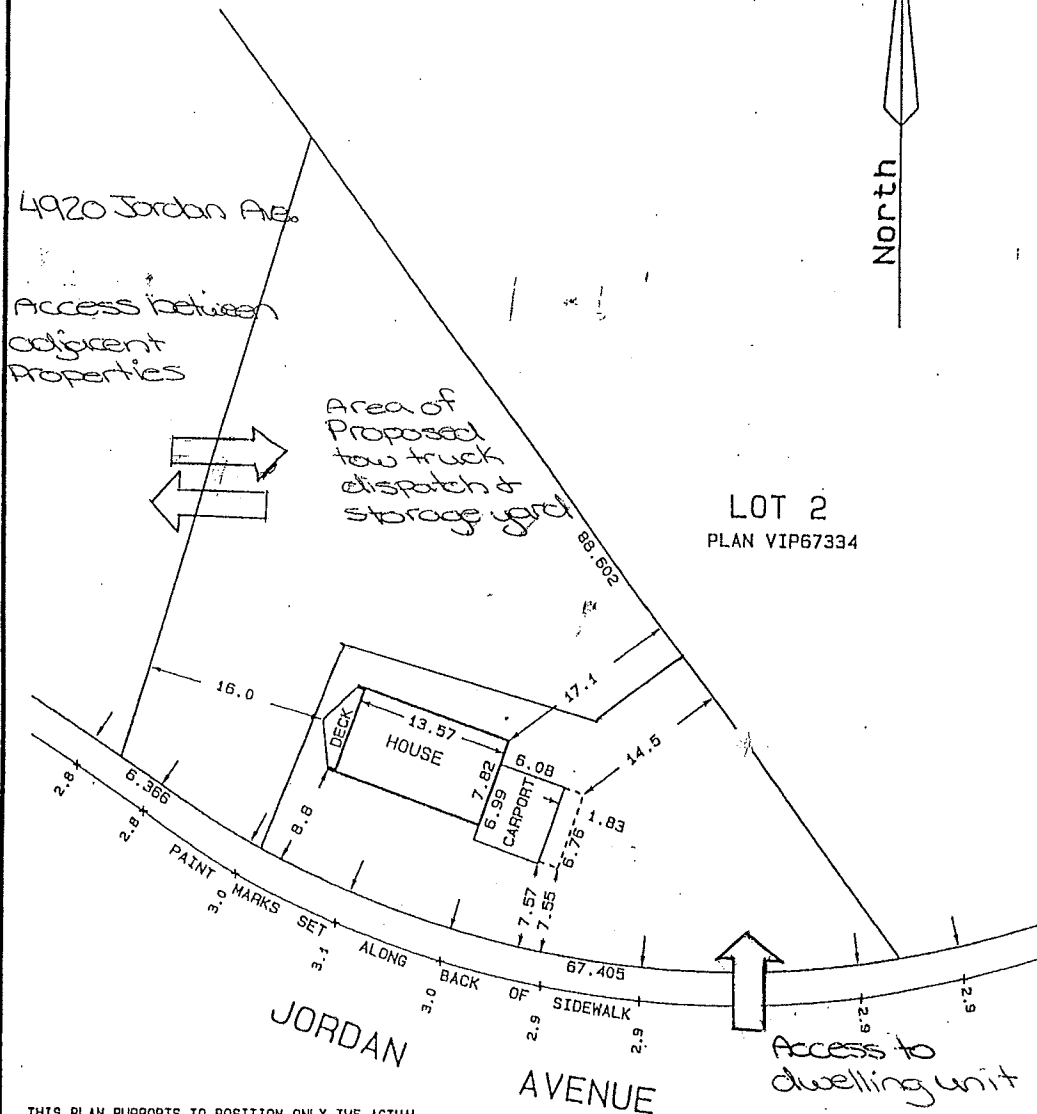 North
4920 Jordan Ave.
Access between
adjacent
Properties
Area of
Proposed
tow truck
dispatch &
storage yard
LOT 2
PLAN VIP67334
88.602
16.0
17.1
14.5
DECK
13.57
HOUSE
7.82
6.08
6.99
CARPORT
1.83
6.76
8.8
7.57
7.55
6.366
67.405
2.8
2.8
3.0
3.1
3.0
2.9
2.9
2.9
2.9
PAINT MARKS SET ALONG BACK OF SIDEWALK
JORDAN
AVENUE
Access to
dwelling unit
THIS PLAN PURPORTS TO POSITION ONLY THE ACTUAL